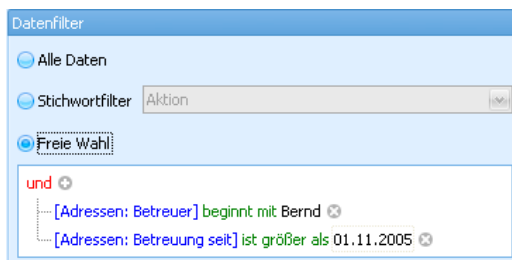 Datenfilter
Alle Daten
Stichwortfilter Aktion
Freie Wahl
und
[Adressen: Betreuer] beginnt mit Bernd
[Adressen: Betreuung seit] ist größer als 01.11.2005